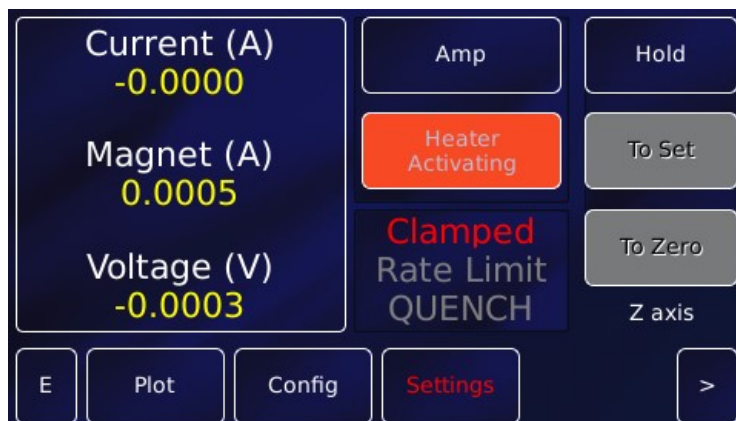 Current (A)
-0.0000
Magnet (A)
0.0005
Voltage (V)
-0.0003
Amp
Heater
Activating
Clamped
Rate Limit
QUENCH
Hold
To Set
To Zero
Z axis
E
Plot
Config
Settings
>